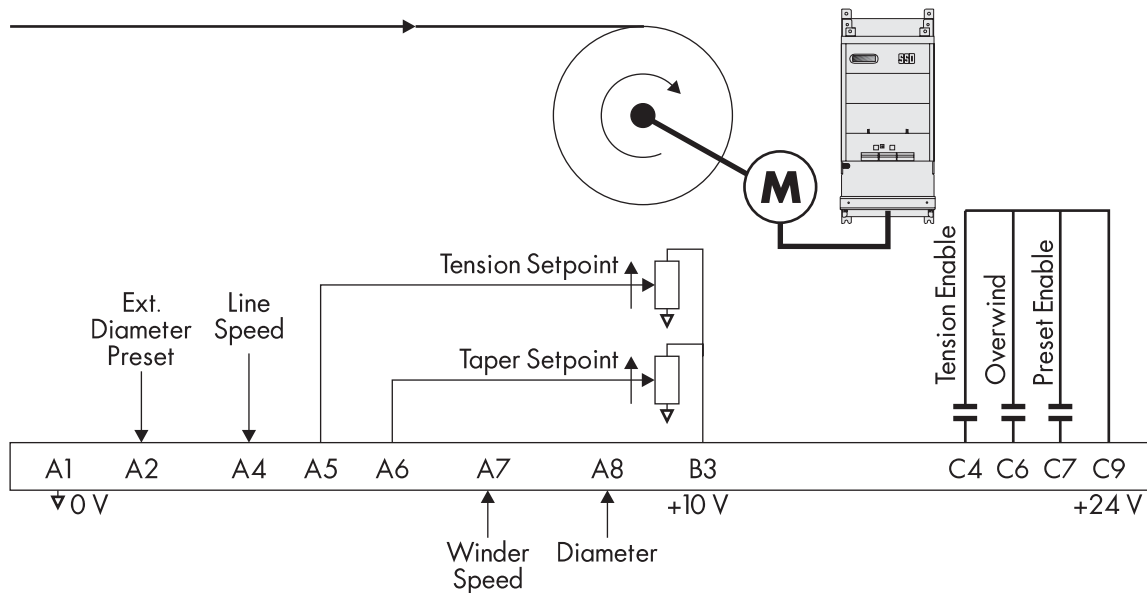 SSD
M
Tension Setpoint
Taper Setpoint
Ext.
Diameter
Preset
Line
Speed
Tension Enable
Overwind
Preset Enable
A1 A2 A4 A5 A6 A7 A8 B3 C4 C6 C7 C9
0 V +10 V +24 V
Winder
Speed
Diameter